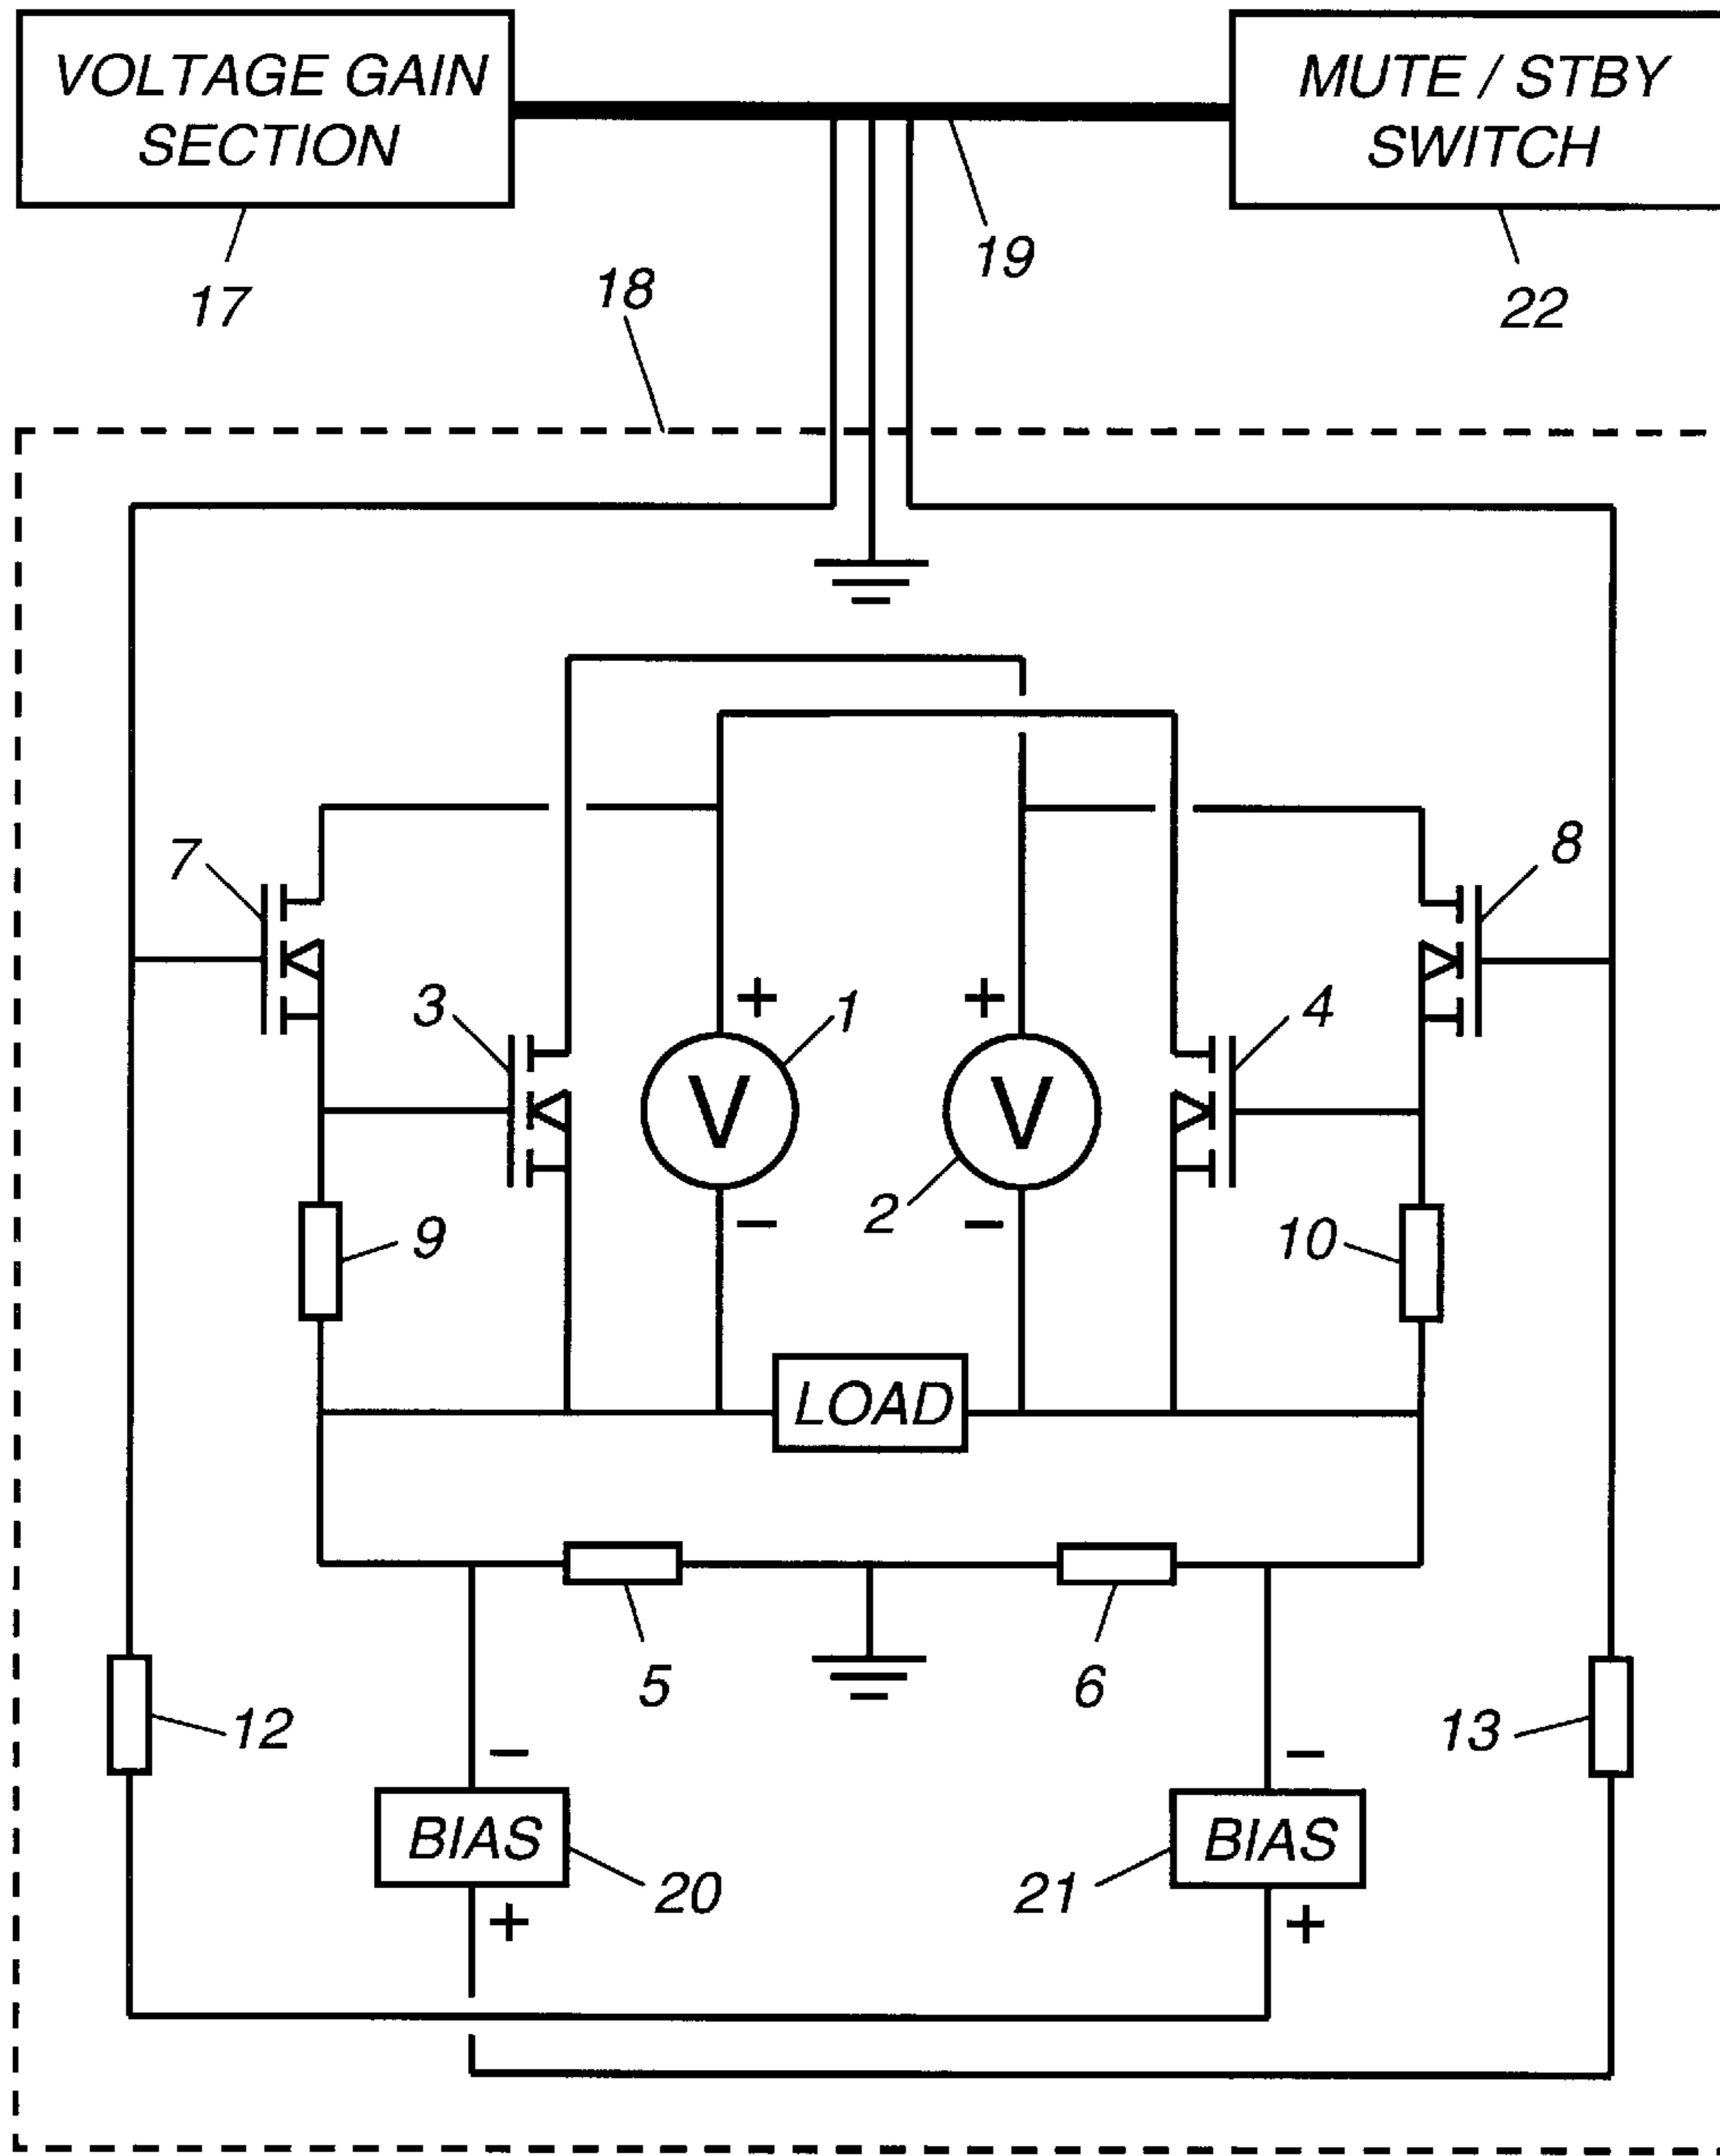 VOLTAGE GAIN
SECTION
MUTE / STBY
SWITCH
17
18
19
22
7
8
3
+
1
+
4
V
V
9
−
2
−
10
LOAD
5
6
12
13
−
−
BIAS
BIAS
20
21
+
+